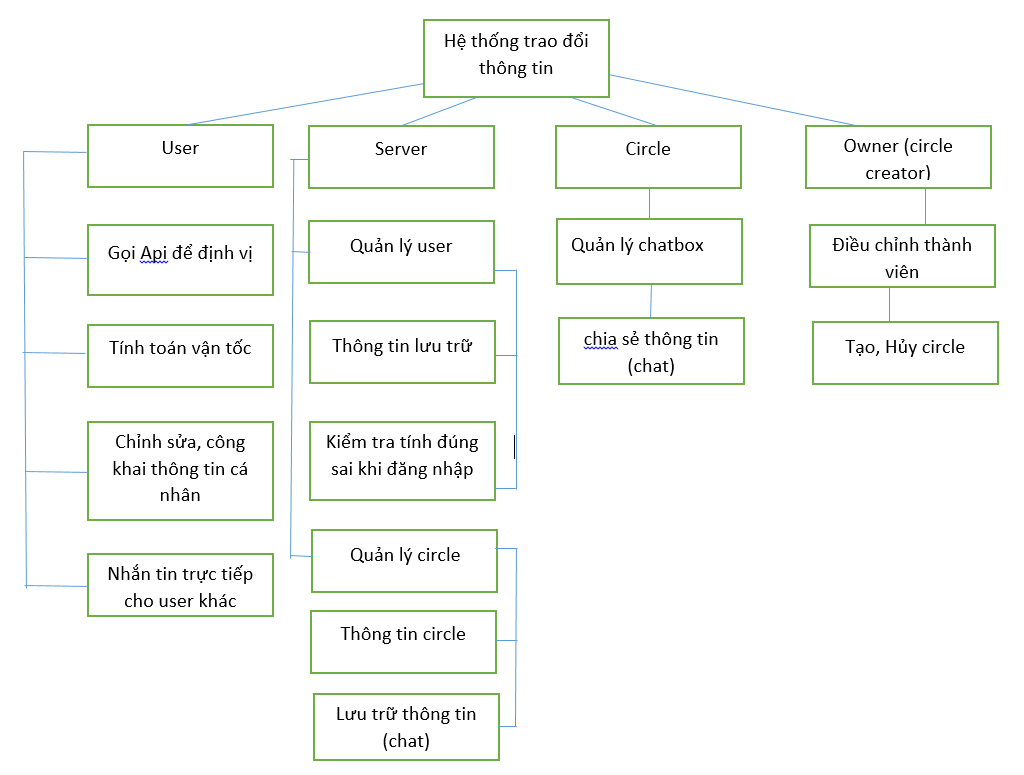 Hệ thống trao đổi
thông tin
User
Gọi Api để định vị
Tính toán vận tốc
Chỉnh sửa, công
khai thông tin cá
nhân
Nhắn tin trực tiếp
cho user khác
Server
Quản lý user
Thông tin lưu trữ
Kiểm tra tính đúng
sai khi đăng nhập
Quản lý circle
Thông tin circle
Lưu trữ thông tin
(chat)
Circle
Quản lý chatbox
chia sẻ thông tin
(chat)
Owner (circle
creator)
Điều chỉnh thành
viên
Tạo, Hủy circle